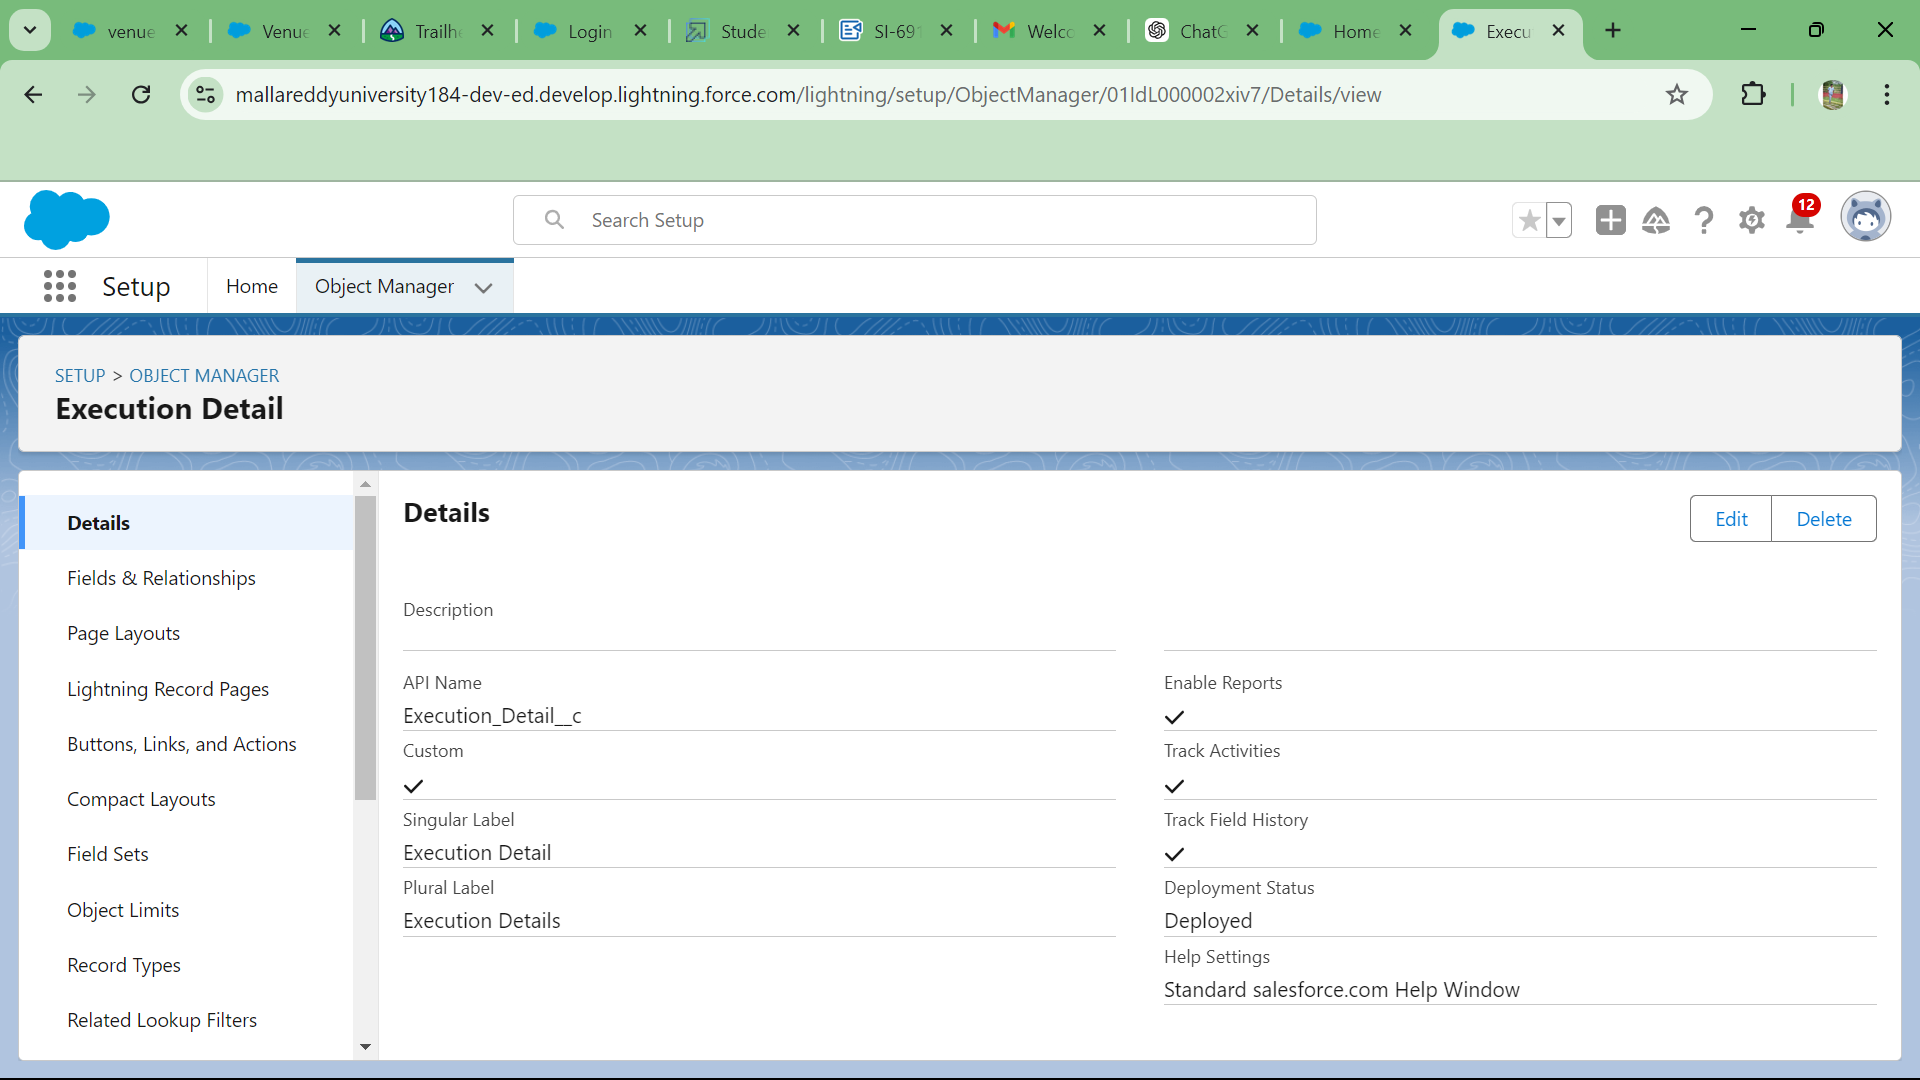 venue
Venue
Trailhe
Login
Stude
SI-691
Welco
ChatG
Home
Execu
mallareddyuniversity184-dev-ed.develop.lightning.force.com/lightning/setup/ObjectManager/01IdL000002xiv7/Details/view
Search Setup
12
Setup
Home
Object Manager
SETUP > OBJECT MANAGER
Execution Detail
Details
Fields & Relationships
Page Layouts
Lightning Record Pages
Buttons, Links, and Actions
Compact Layouts
Field Sets
Object Limits
Record Types
Related Lookup Filters
Details
Edit
Delete
Description
API Name
Execution_Detail__c
Custom
Singular Label
Execution Detail
Plural Label
Execution Details
Enable Reports
Track Activities
Track Field History
Deployment Status
Deployed
Help Settings
Standard salesforce.com Help Window